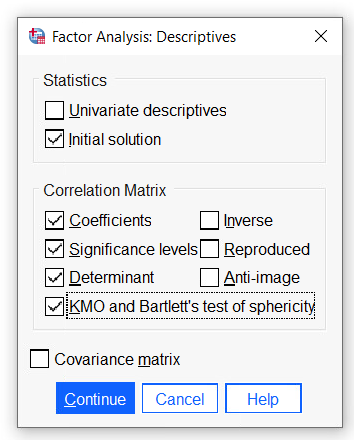 Factor Analysis: Descriptives
Statistics
Univariate descriptives
Initial solution
Correlation Matrix
Coefficients Inverse
Significance levels Reproduced
Determinant Anti-image
KMO and Bartlett's test of sphericity
Covariance matrix
Continue Cancel Help